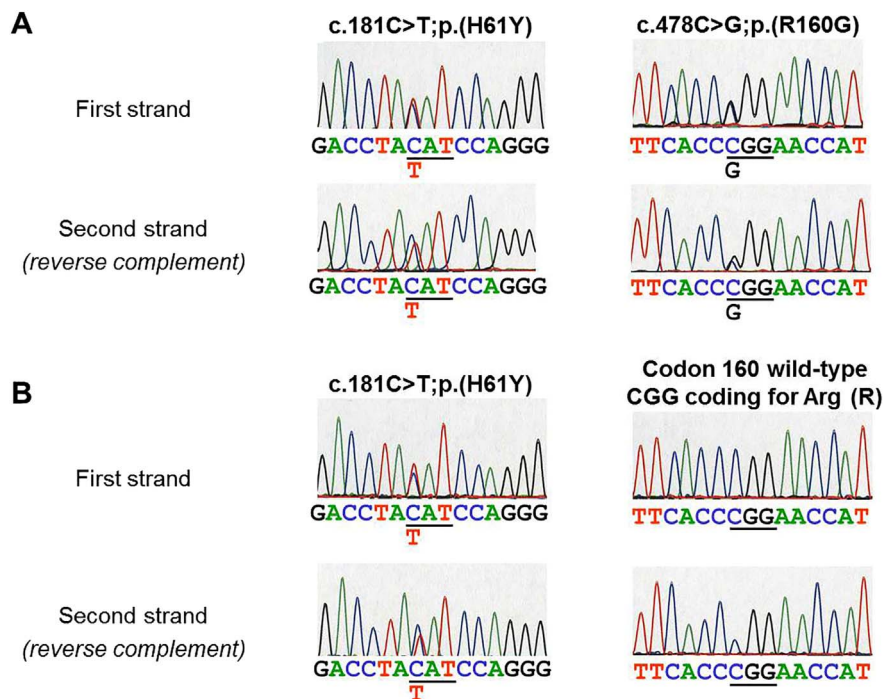 A
c.181C>T;p.(H61Y)
c.478C>G;p.(R160G)
First strand
GACCTACATCCAGGG
T
TTCACCCGGAACCAT
G
Second strand
(reverse complement)
GACCTACATCCAGGG
T
TTCACCCGGAACCAT
G
B
c.181C>T;p.(H61Y)
Codon 160 wild-type
CGG coding for Arg (R)
First strand
GACCTACATCCAGGG
T
TTCACCCGGAACCAT
Second strand
(reverse complement)
GACCTACATCCAGGG
T
TTCACCCGGAACCAT